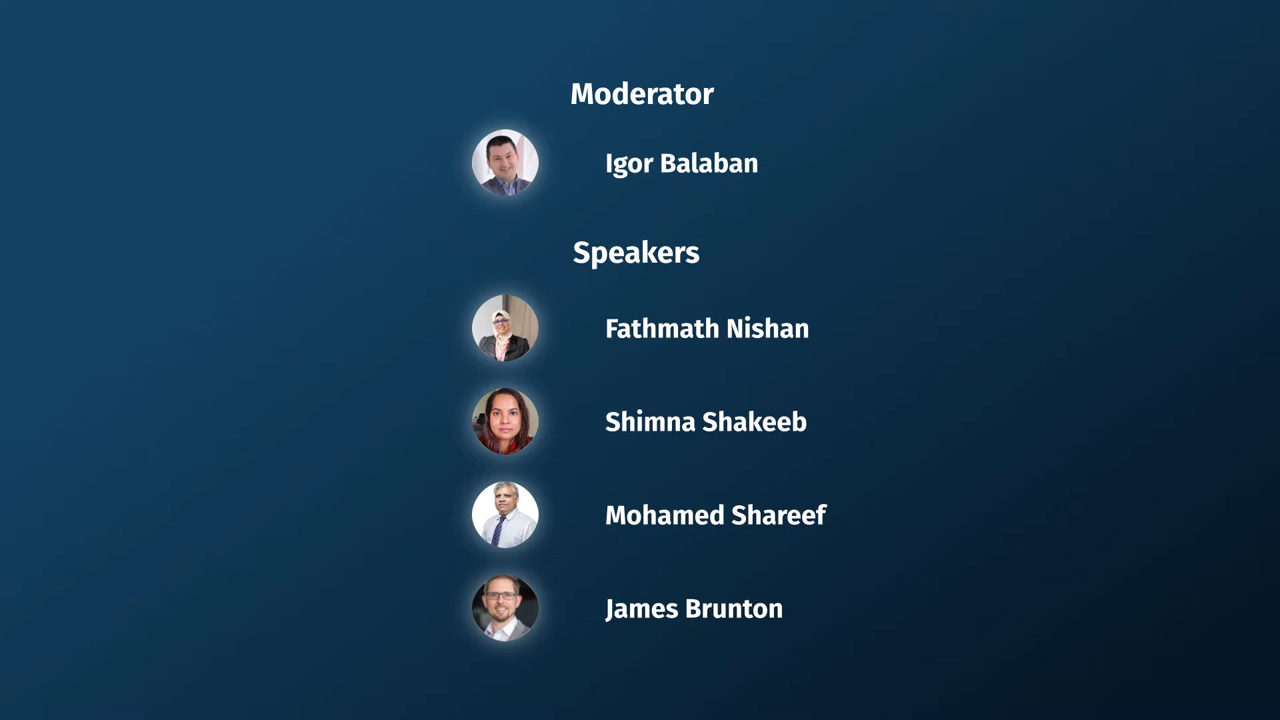 Moderator
Igor Balaban
Speakers
Fathmath Nishan
Shimna Shakeeb
Mohamed Shareef
James Brunton